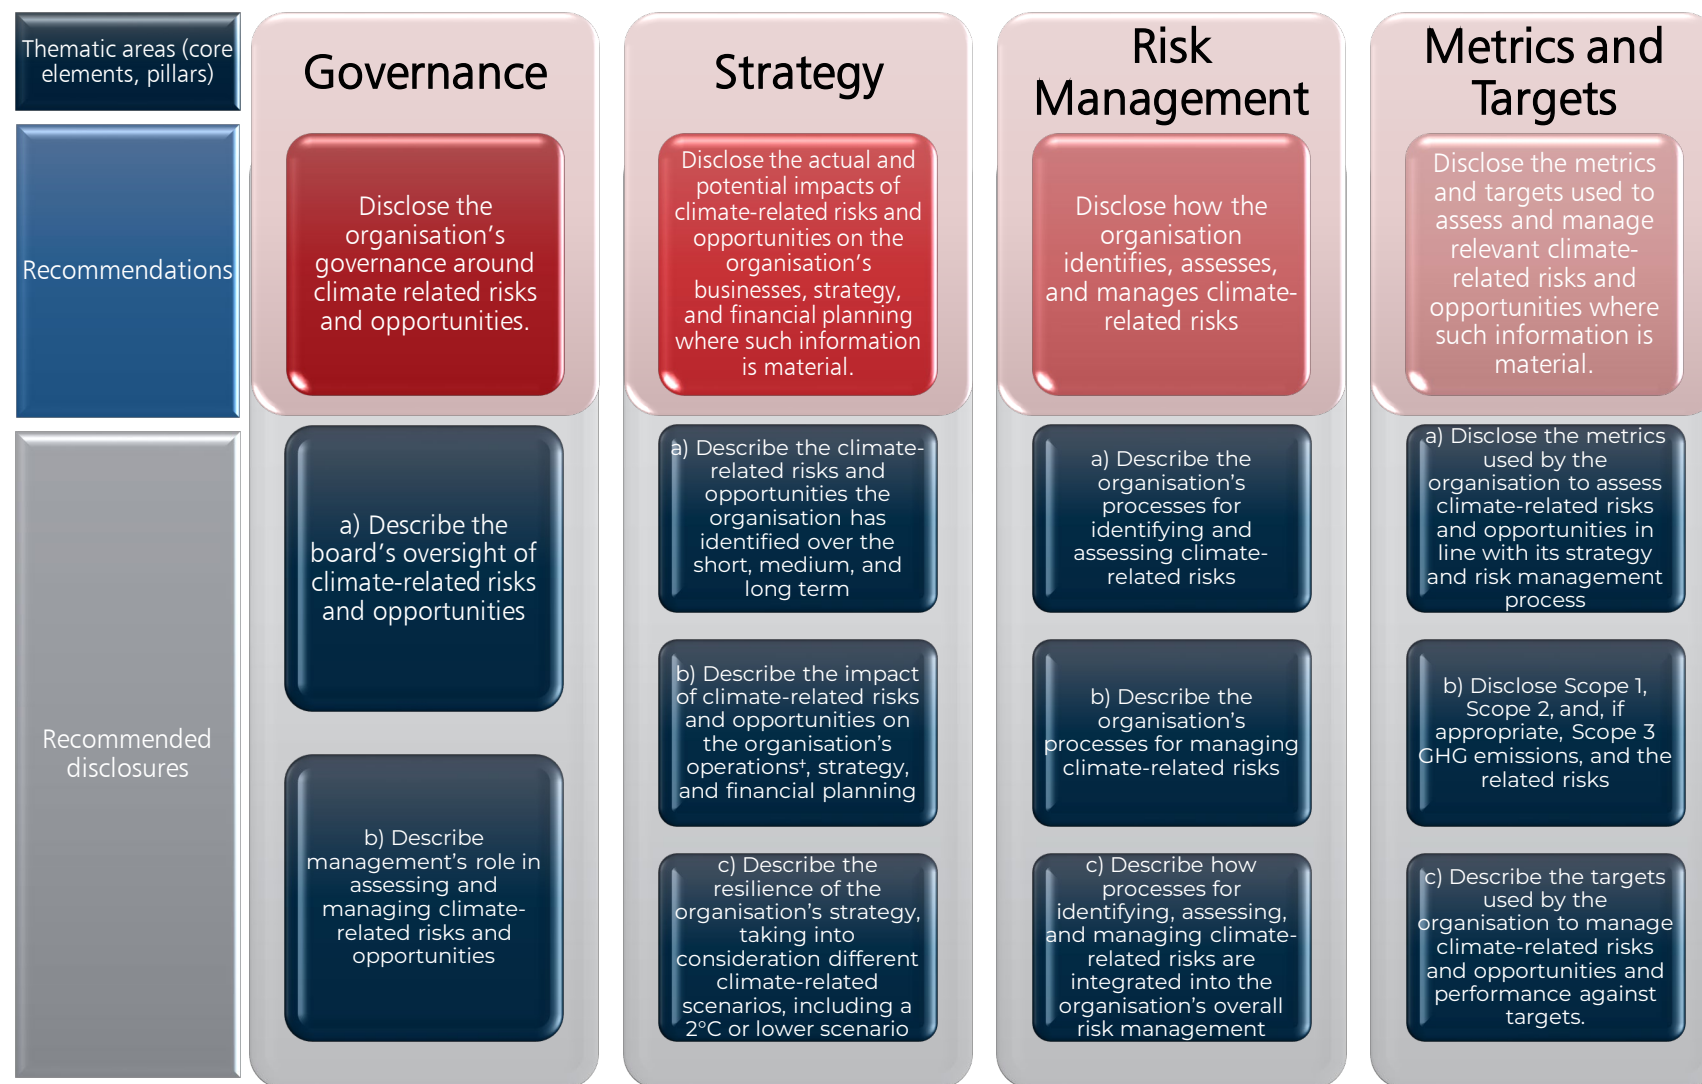 Thematic areas (core
elements, pillars)
Governance
Strategy
Risk
Management
Metrics and
Targets
Recommendations
Disclose the
organisation’s
governance around
climate related risks
and opportunities.
Disclose the actual and
potential impacts of
climate-related risks and
opportunities on the
organisation’s
businesses, strategy,
and financial planning
where such information
is material.
Disclose how the
organisation
identifies, assesses,
and manages climate-
related risks
Disclose the metrics
and targets used to
assess and manage
relevant climate-
related risks and
opportunities where
such information is
material.
Recommended
disclosures
a) Describe the
board’s oversight of
climate-related risks
and opportunities
b) Describe
management’s role in
assessing and
managing climate-
related risks and
opportunities
a) Describe the climate-
related risks and
opportunities the
organisation has
identified over the
short, medium, and
long term
b) Describe the impact
of climate-related risks
and opportunities on
the organisation’s
operations⁺, strategy,
and financial planning
c) Describe the
resilience of the
organisation’s strategy,
taking into
consideration different
climate-related
scenarios, including a
2°C or lower scenario
a) Describe the
organisation’s
processes for
identifying and
assessing climate-
related risks
b) Describe the
organisation’s
processes for managing
climate-related risks
c) Describe how
processes for
identifying, assessing,
and managing climate-
related risks are
integrated into the
organisation’s overall
risk management
a) Disclose the metrics
used by the
organisation to assess
climate-related risks
and opportunities in
line with its strategy
and risk management
process
b) Disclose Scope 1,
Scope 2, and, if
appropriate, Scope 3
GHG emissions, and the
related risks
c) Describe the targets
used by the
organisation to manage
climate-related risks
and opportunities and
performance against
targets.